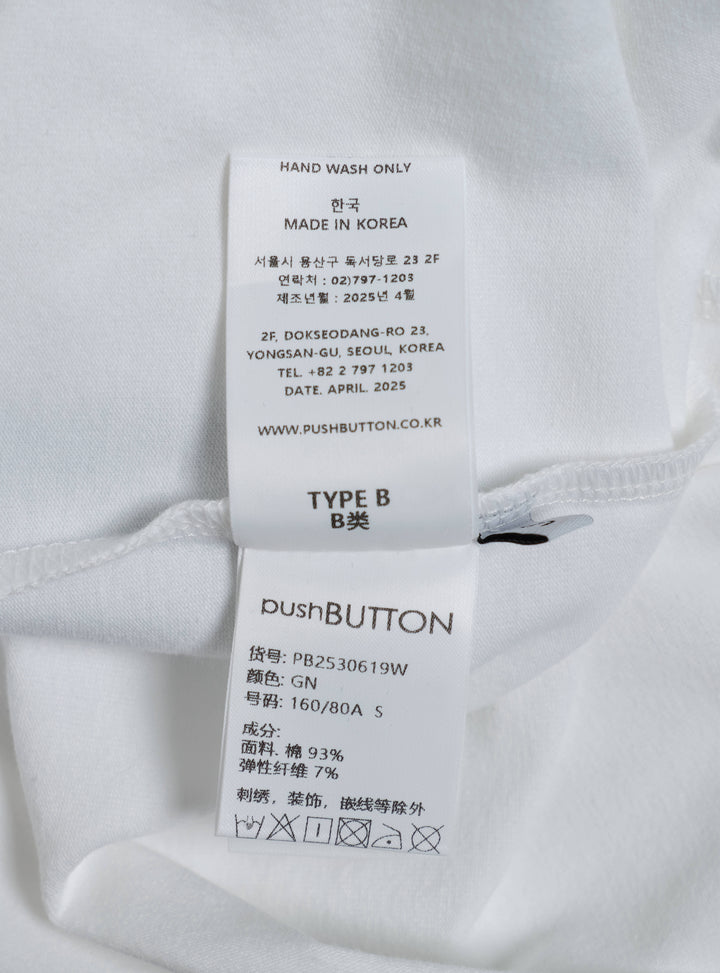 HAND WASH ONLY
한국
MADE IN KOREA
서울시 용산구 독서당로 23 2F
연락처 : 02)797-1203
제조년월 : 2025년 4월
2F, DOKSEODANG-RO 23,
YONGSAN-GU, SEOUL, KOREA
TEL. +82 2 797 1203
DATE. APRIL. 2025
WWW.PUSHBUTTON.CO.KR
TYPE B
B类
pushBUTTON
货号: PB2530619W
颜色: GN
号码: 160/80A S
成分:
面料. 棉 93%
弹性纤维 7%
刺绣，装饰，嵌线等除外